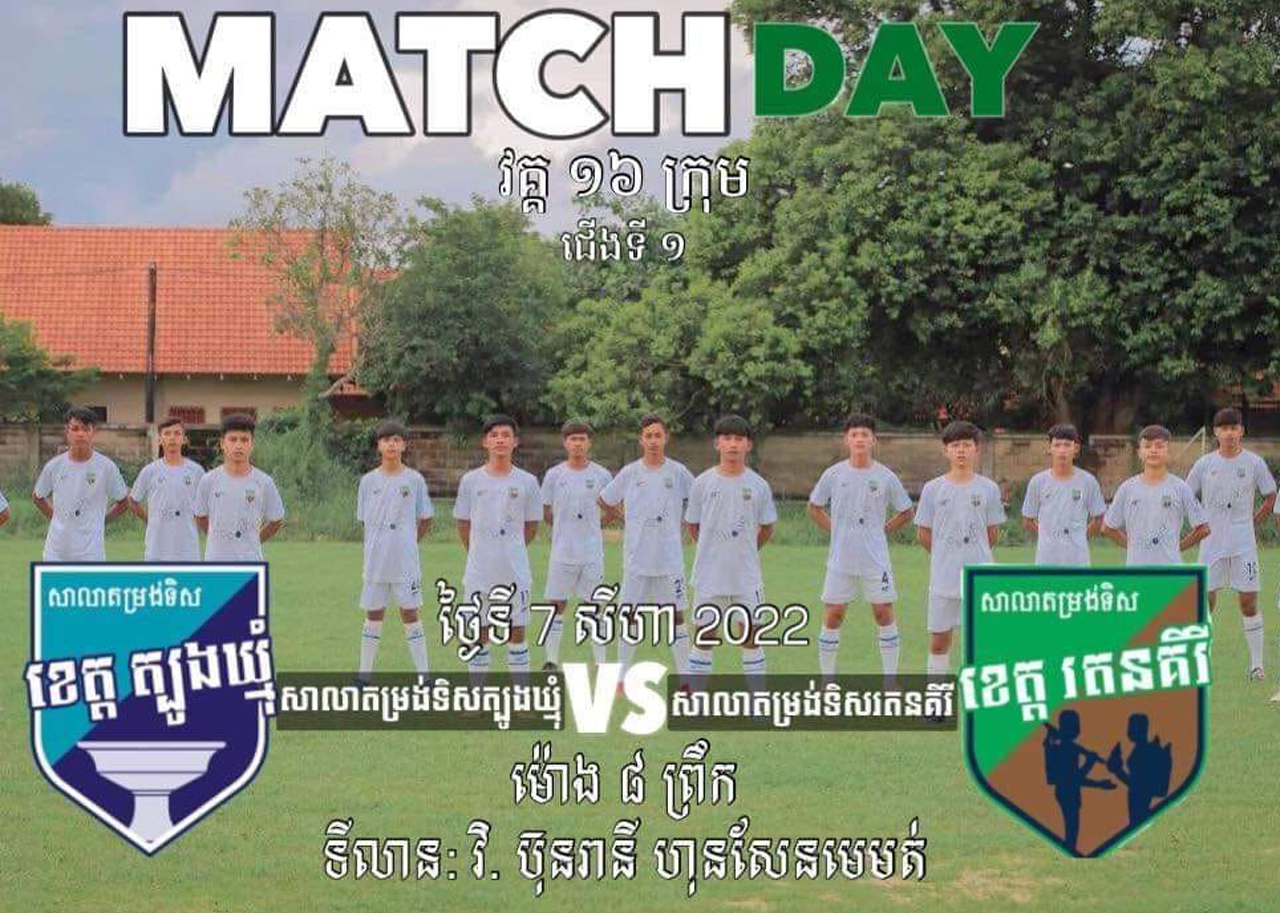 MATCH DAY
វគ្គ ១៦ ក្រុម
ជើងទី ១
ថ្ងៃទី 7 សីហា 2022
សាលាតម្រង់ទិស
ខេត្ត ត្បូងឃ្មុំ
សាលាតម្រង់ទិសត្បូងឃ្មុំ VS សាលាតម្រង់ទិសរតនគិរី
សាលាតម្រង់ទិស
ខេត្ត រតនគិរី
ម៉ោង ៨ ព្រឹក
ទីលាន: វិ. ប៊ុនរានី ហុនសែនមេមត់